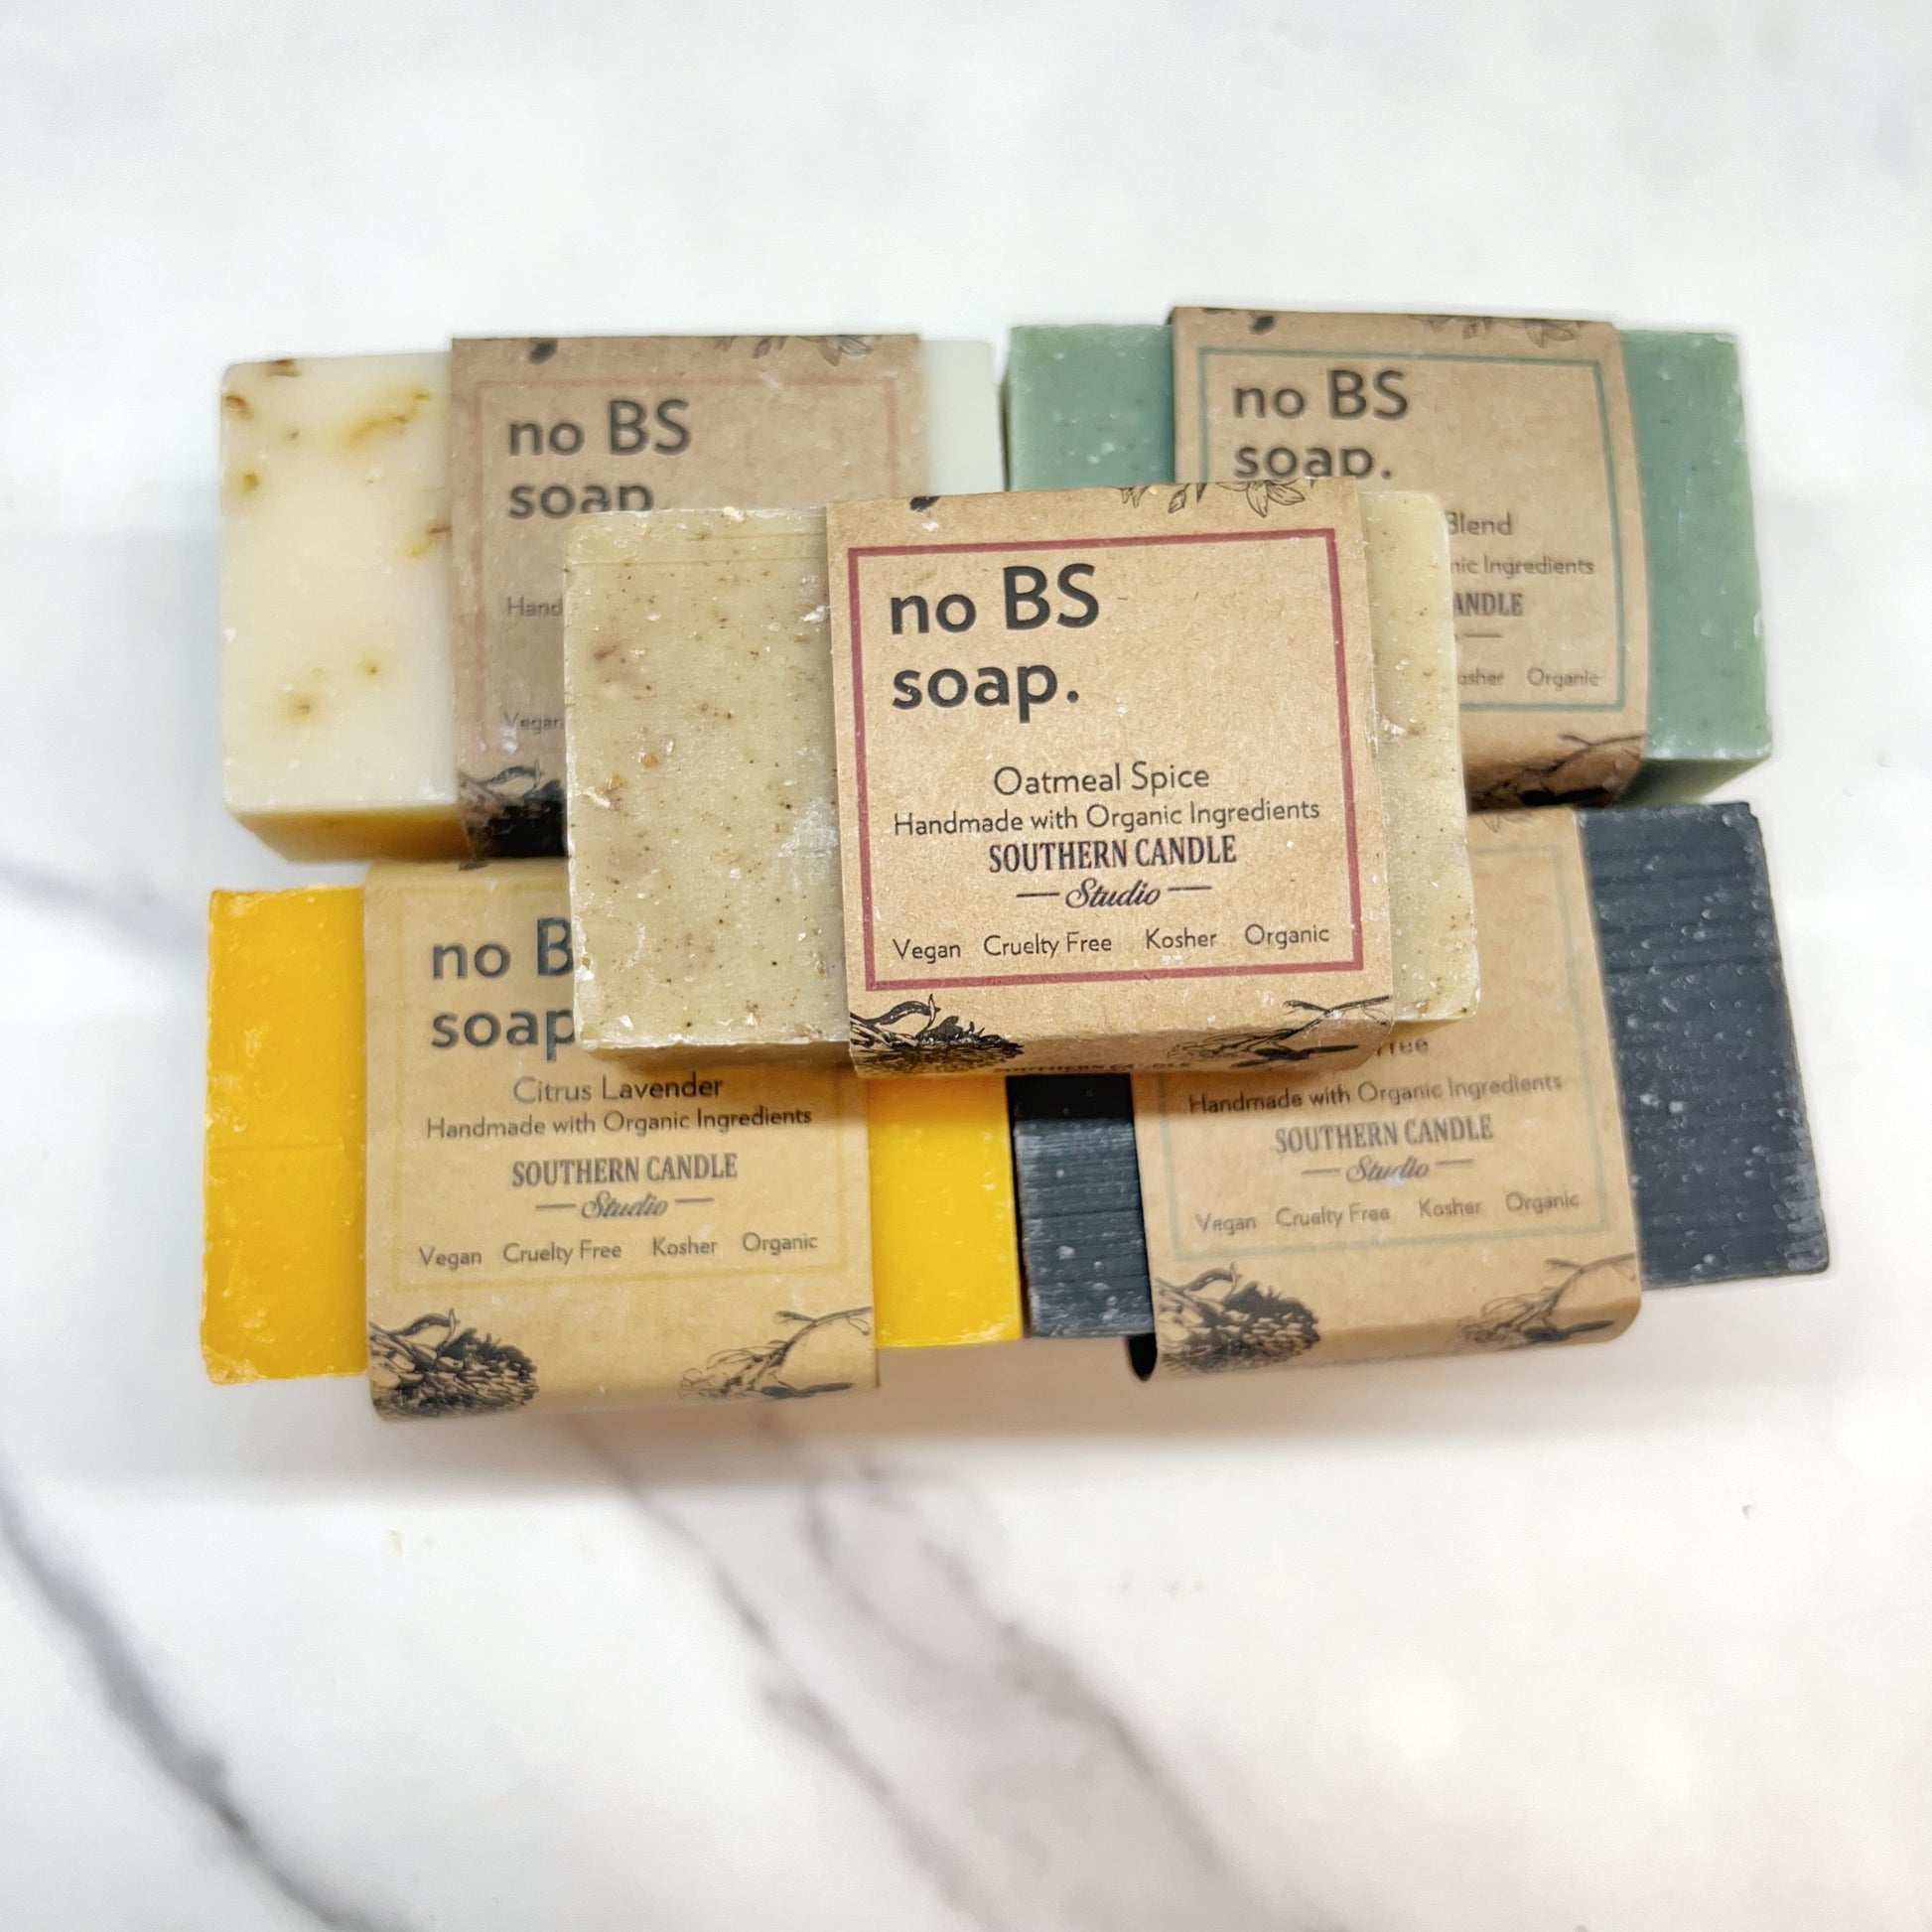 no BS
soap
Hand
Vegan
no BS
soap.
Blend
nic Ingredients
ANDLE
osher Organic
no BS
soap.
Oatmeal Spice
Handmade with Organic Ingredients
SOUTHERN CANDLE
Studio
Vegan Cruelty Free Kosher Organic
no B
soap
Citrus Lavender
Handmade with Organic Ingredients
SOUTHERN CANDLE
Studio
Vegan Cruelty Free Kosher Organic
Handmade with Organic Ingredients
SOUTHERN CANDLE
Studio
Vegan Cruelty Free Kosher Organic